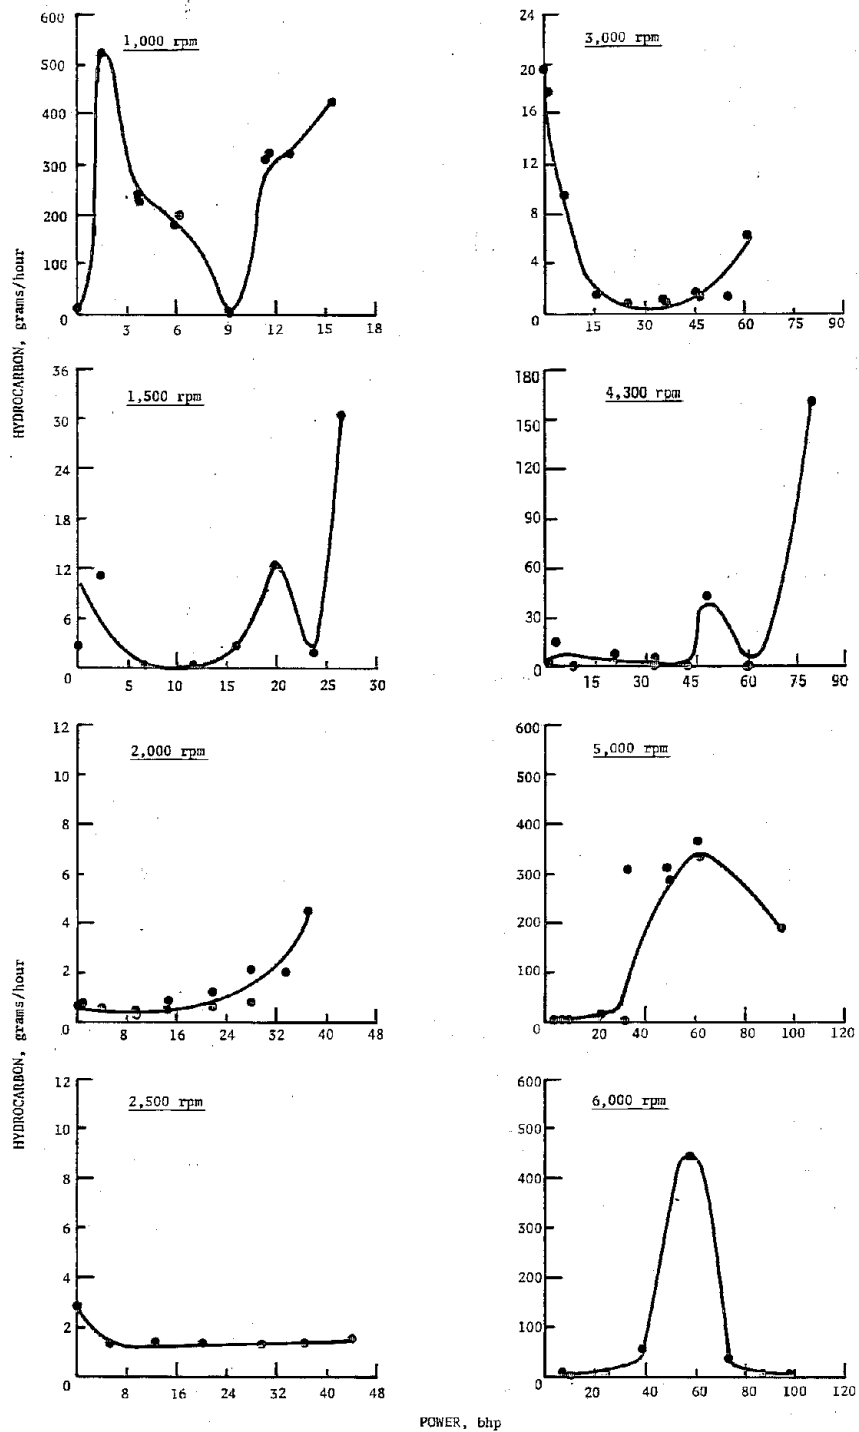 HYDROCARBON, grams/hour
1,000 rpm
600
500
400
300
200
100
0
3 6 9 12 15 18
3,000 rpm
24
20
16
12
8
4
0
15 30 45 60 75 90
1,500 rpm
36
30
24
18
12
6
0
5 10 15 20 25 30
4,300 rpm
180
150
120
90
60
30
0
15 30 45 60 75 90
HYDROCARBON, grams/hour
2,000 rpm
12
10
8
6
4
2
0
8 16 24 32 40 48
5,000 rpm
600
500
400
300
200
100
0
20 40 60 80 100 120
2,500 rpm
12
10
8
6
4
2
0
8 16 24 32 40 48
6,000 rpm
600
500
400
300
200
100
0
20 40 60 80 100 120
POWER, bhp